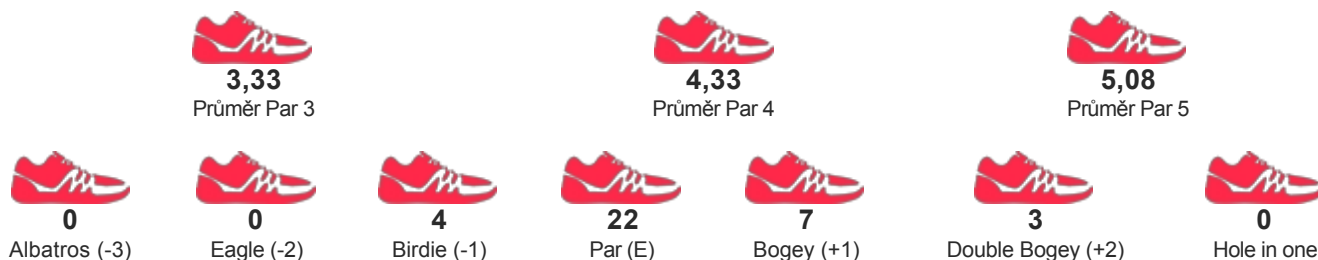 3,33 4,33 5,08
Průměr Par 3 Průměr Par 4 Průměr Par 5
0 0 4 22 7 3 0
Albatros (-3) Eagle (-2) Birdie (-1) Par (E) Bogey (+1) Double Bogey (+2) Hole in one